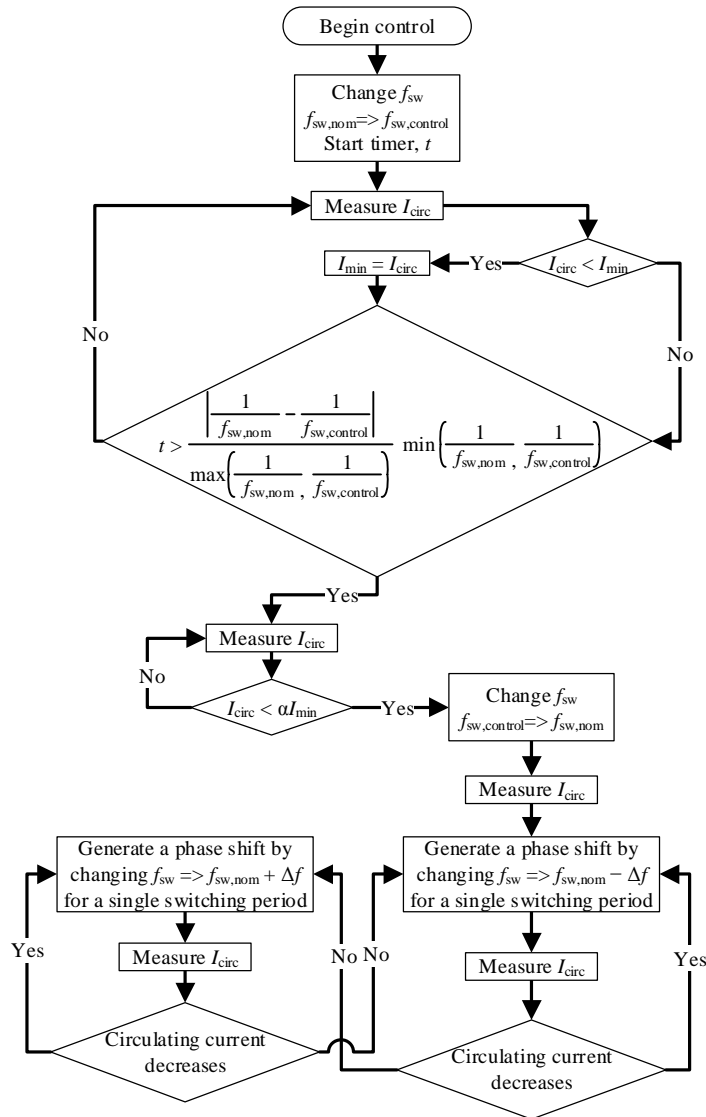 Begin control
Change f_sw
f_sw,nom=>f_sw,control
Start timer, t
Measure I_circ
I_min = I_circ
Yes
I_circ < I_min
No
No
t > |1/f_sw,nom − 1/f_sw,control| / max(1/f_sw,nom , 1/f_sw,control) min(1/f_sw,nom , 1/f_sw,control)
Yes
Measure I_circ
No
I_circ < αI_min
Yes
Change f_sw
f_sw,control=>f_sw,nom
Measure I_circ
Generate a phase shift by
changing f_sw =>f_sw,nom + Δf
for a single switching period
Generate a phase shift by
changing f_sw =>f_sw,nom − Δf
for a single switching period
Yes
Measure I_circ
No
No
Measure I_circ
Yes
Circulating current
decreases
Circulating current
decreases